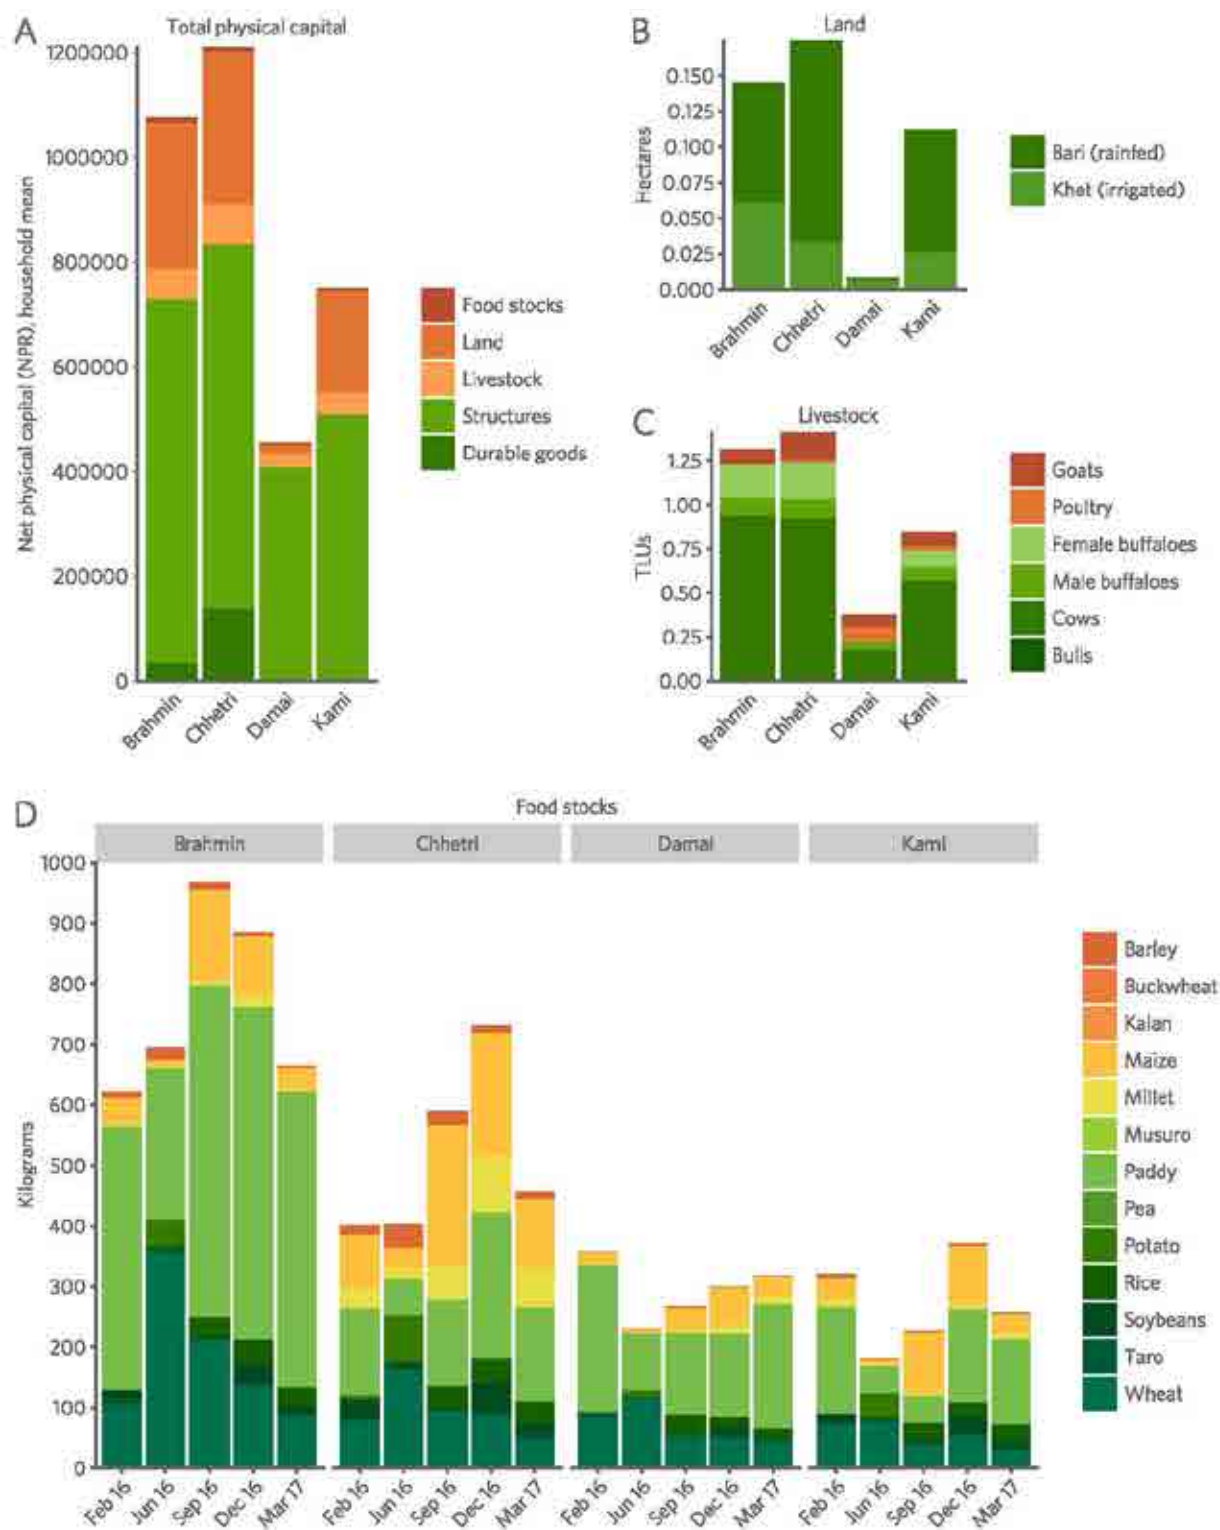 A
Total physical capital
Net physical capital (NPR), household mean
1200000
1000000
800000
600000
400000
200000
0
Brahmin
Chhetri
Damai
Kami
Food stocks
Land
Livestock
Structures
Durable goods
B
Land
Hectares
0.150
0.125
0.100
0.075
0.050
0.025
0.000
Brahmin
Chhetri
Damai
Kami
Bari (rainfed)
Khet (irrigated)
C
Livestock
TLUs
1.25
1.00
0.75
0.50
0.25
0.00
Brahmin
Chhetri
Damai
Kami
Goats
Poultry
Female buffaloes
Male buffaloes
Cows
Bulls
D
Food stocks
Brahmin
Chhetri
Damai
Kami
Kilograms
1000
900
800
700
600
500
400
300
200
100
0
Feb 16
Jun 16
Sep 16
Dec 16
Mar 17
Feb 16
Jun 16
Sep 16
Dec 16
Mar 17
Feb 16
Jun 16
Sep 16
Dec 16
Mar 17
Feb 16
Jun 16
Sep 16
Dec 16
Mar 17
Barley
Buckwheat
Kalan
Maize
Millet
Musuro
Paddy
Pea
Potato
Rice
Soybeans
Taro
Wheat